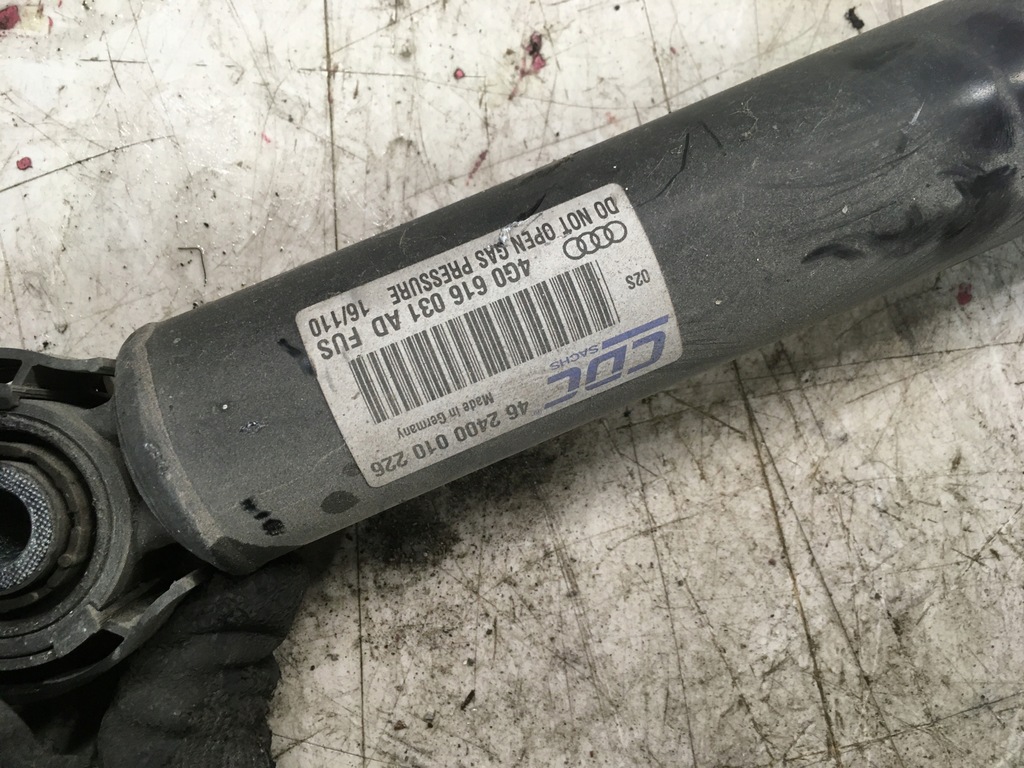 CDC
SACHS
46 2400 010 226
Made in Germany
02S
4G0 616 031 AD FUS
DO NOT OPEN GAS PRESSURE 16/110